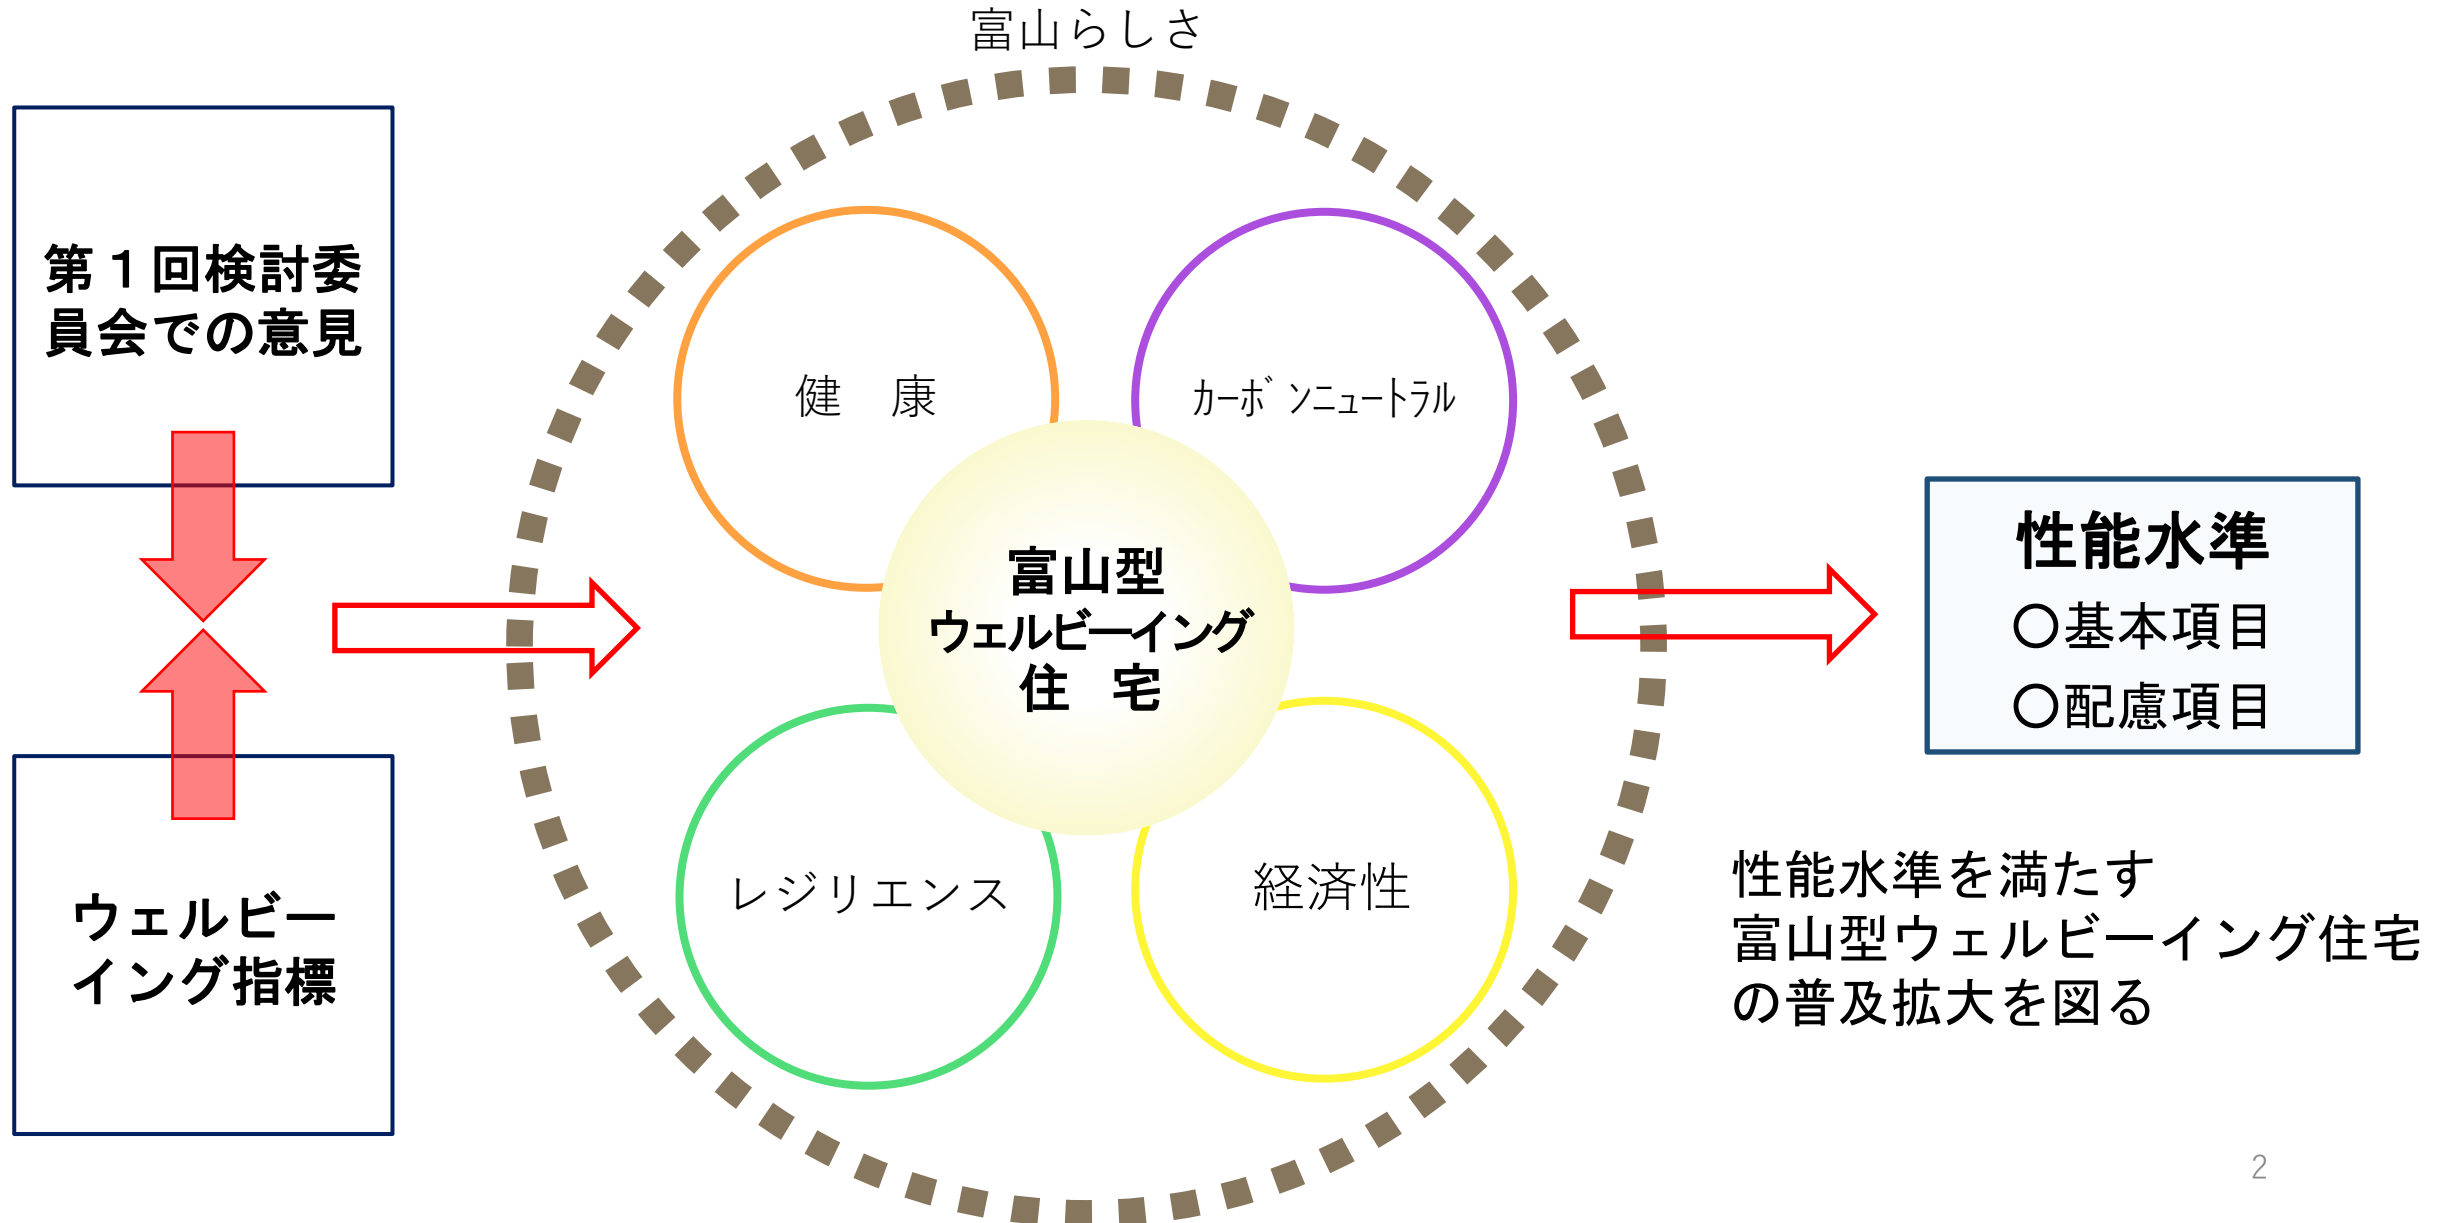 富山らしさ
第１回検討委
員会での意見
ウェルビー
イング指標
健　康
ｶｰﾎﾞﾝﾆｭｰﾄﾗﾙ
富山型
ウェルビーイング
住　宅
レジリエンス
経済性
性能水準
〇基本項目
〇配慮項目
性能水準を満たす
富山型ウェルビーイング住宅
の普及拡大を図る
2